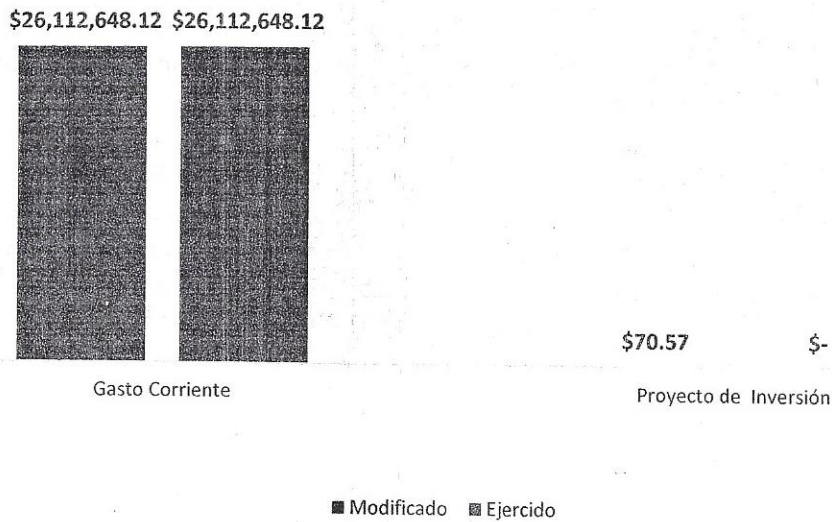 $26,112,648.12 $26,112,648.12
$70.57 $-
Gasto Corriente
Proyecto de Inversión
Modificado Ejercido